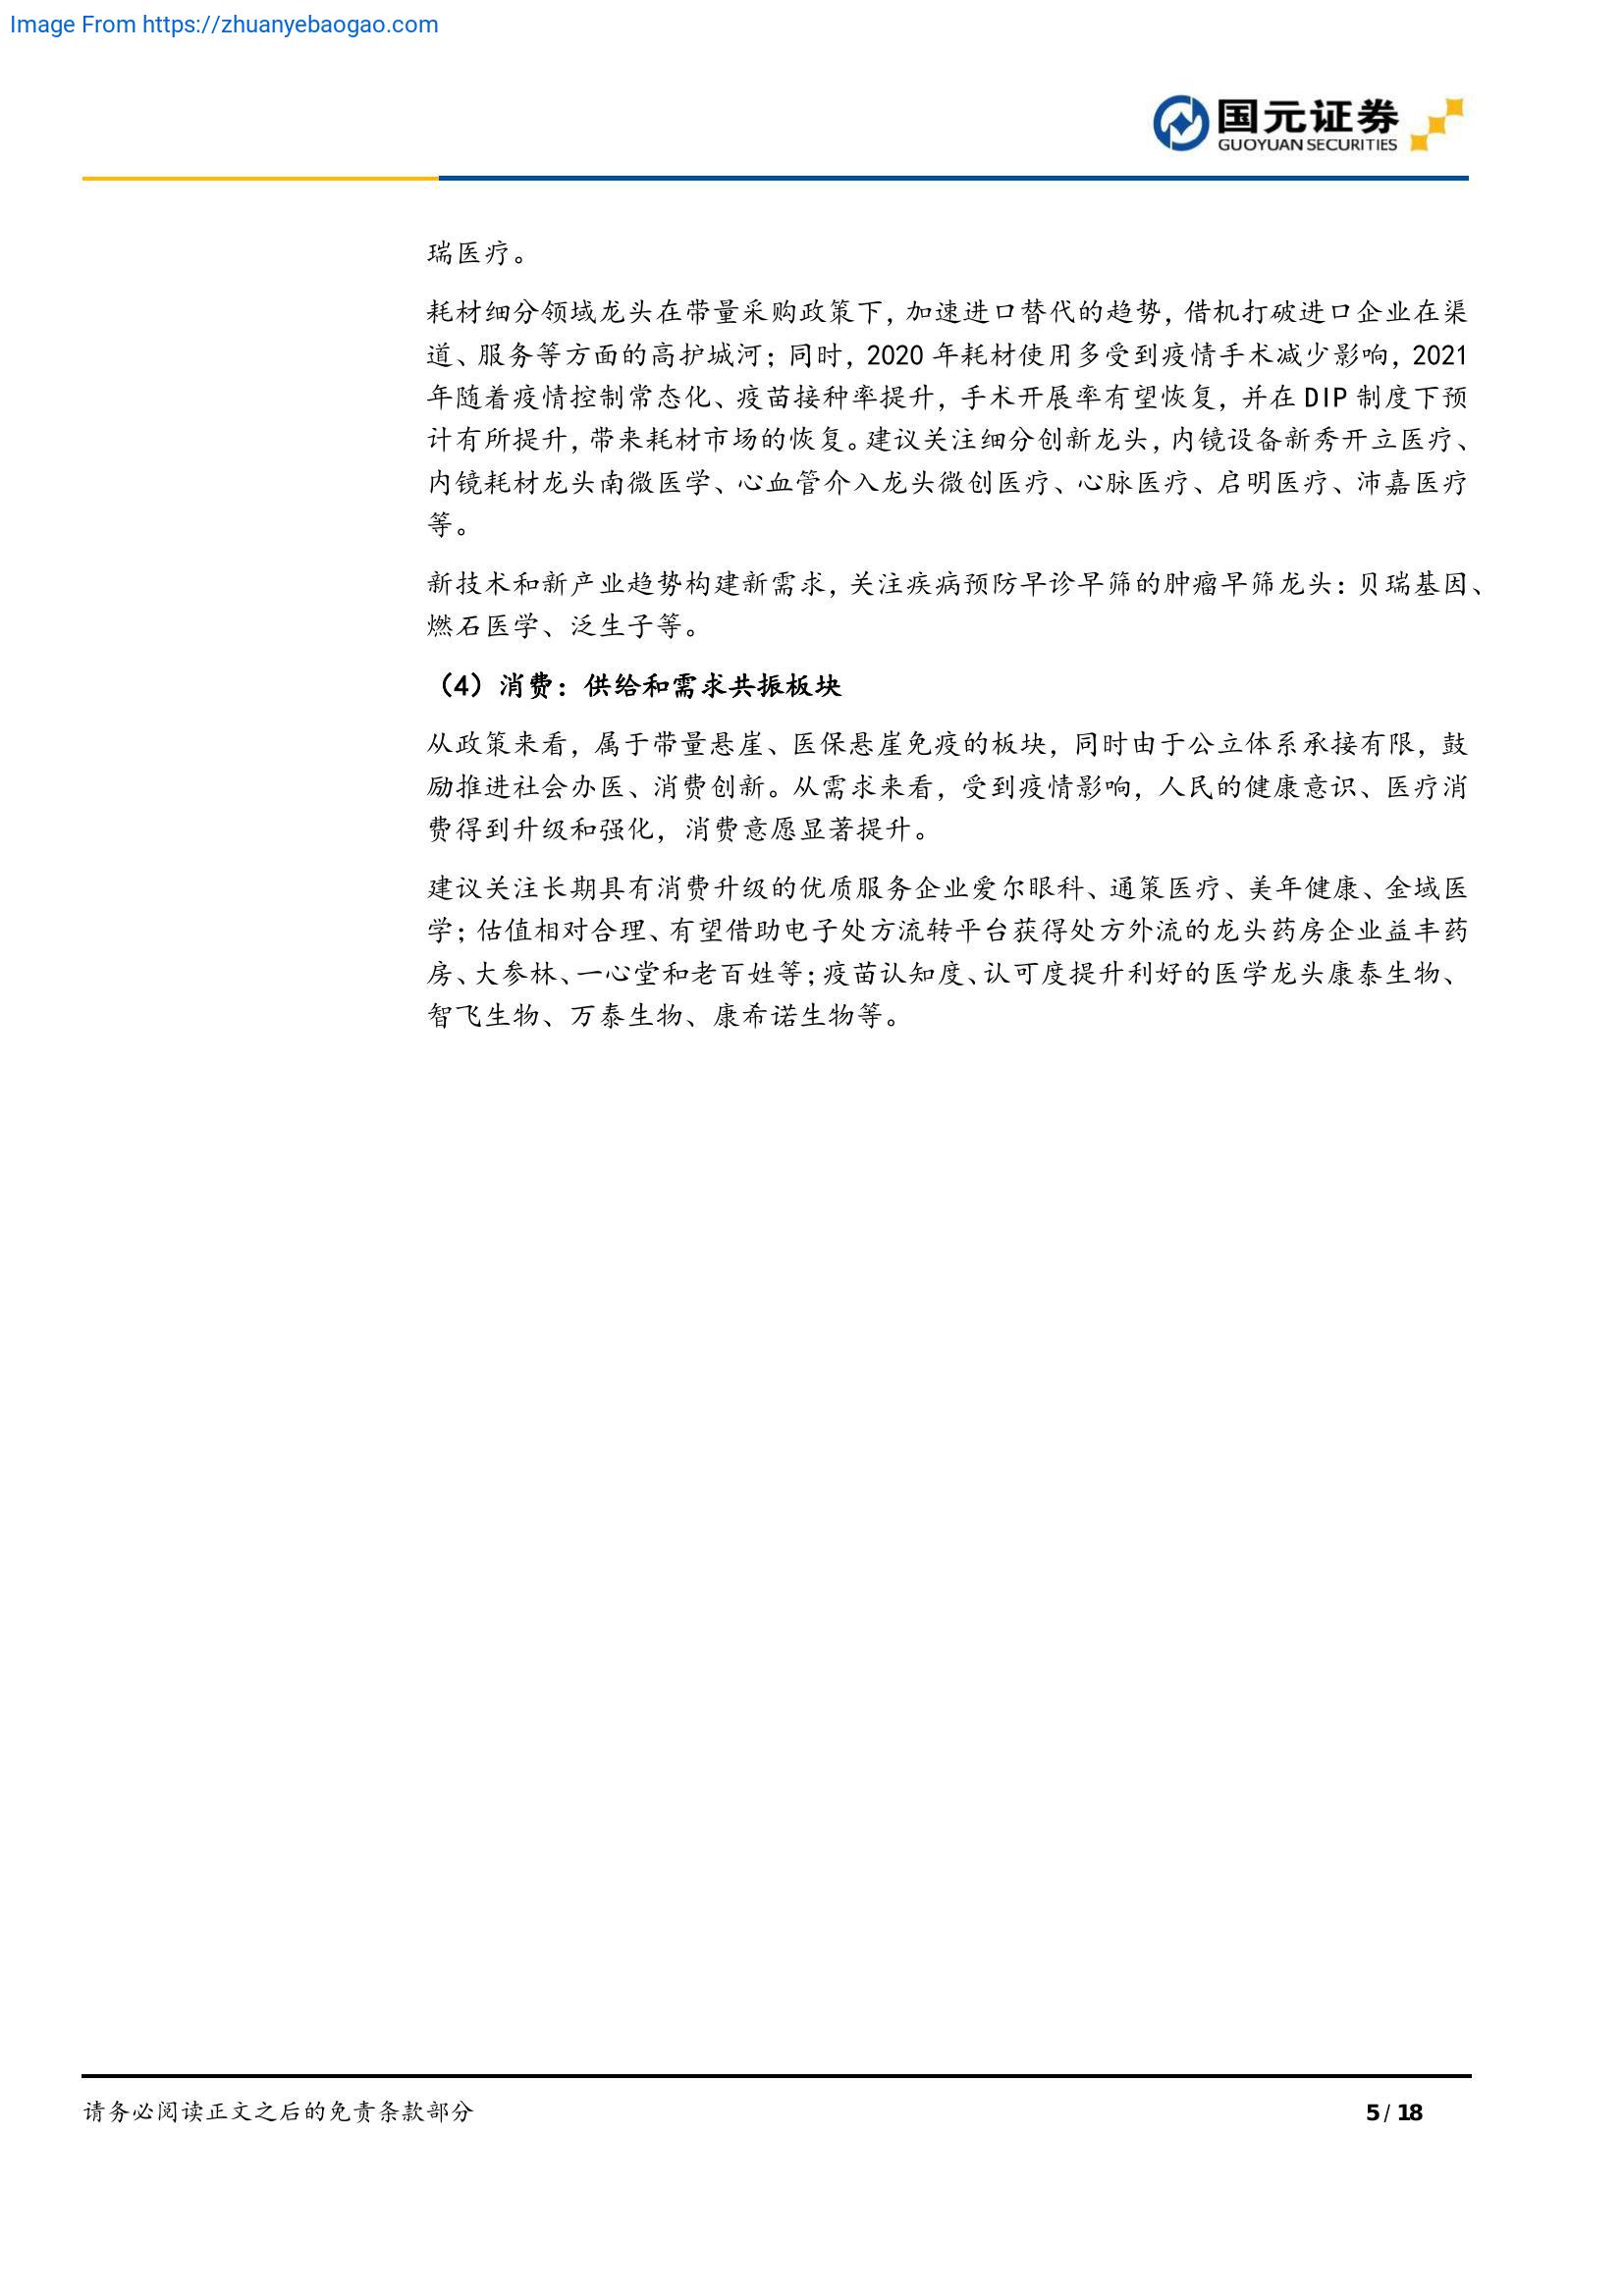 Image From https://zhuanyebaogao.com
国元证券
GUOYUAN SECURITIES
瑞医疗。
耗材细分领域龙头在带量采购政策下，加速进口替代的趋势，借机打破进口企业在渠
道、服务等方面的高护城河；同时，2020 年耗材使用多受到疫情手术减少影响，2021
年随着疫情控制常态化、疫苗接种率提升，手术开展率有望恢复，并在 DIP 制度下预
计有所提升，带来耗材市场的恢复。建议关注细分创新龙头，内镜设备新秀开立医疗、
内镜耗材龙头南微医学、心血管介入龙头微创医疗、心脉医疗、启明医疗、沛嘉医疗
等。
新技术和新产业趋势构建新需求，关注疾病预防早诊早筛的肿瘤早筛龙头：贝瑞基因、
燃石医学、泛生子等。
（4）消费：供给和需求共振板块
从政策来看，属于带量悬崖、医保悬崖免疫的板块，同时由于公立体系承接有限，鼓
励推进社会办医、消费创新。从需求来看，受到疫情影响，人民的健康意识、医疗消
费得到升级和强化，消费意愿显著提升。
建议关注长期具有消费升级的优质服务企业爱尔眼科、通策医疗、美年健康、金域医
学；估值相对合理、有望借助电子处方流转平台获得处方外流的龙头药房企业益丰药
房、大参林、一心堂和老百姓等；疫苗认知度、认可度提升利好的医学龙头康泰生物、
智飞生物、万泰生物、康希诺生物等。
请务必阅读正文之后的免责条款部分
5 / 18